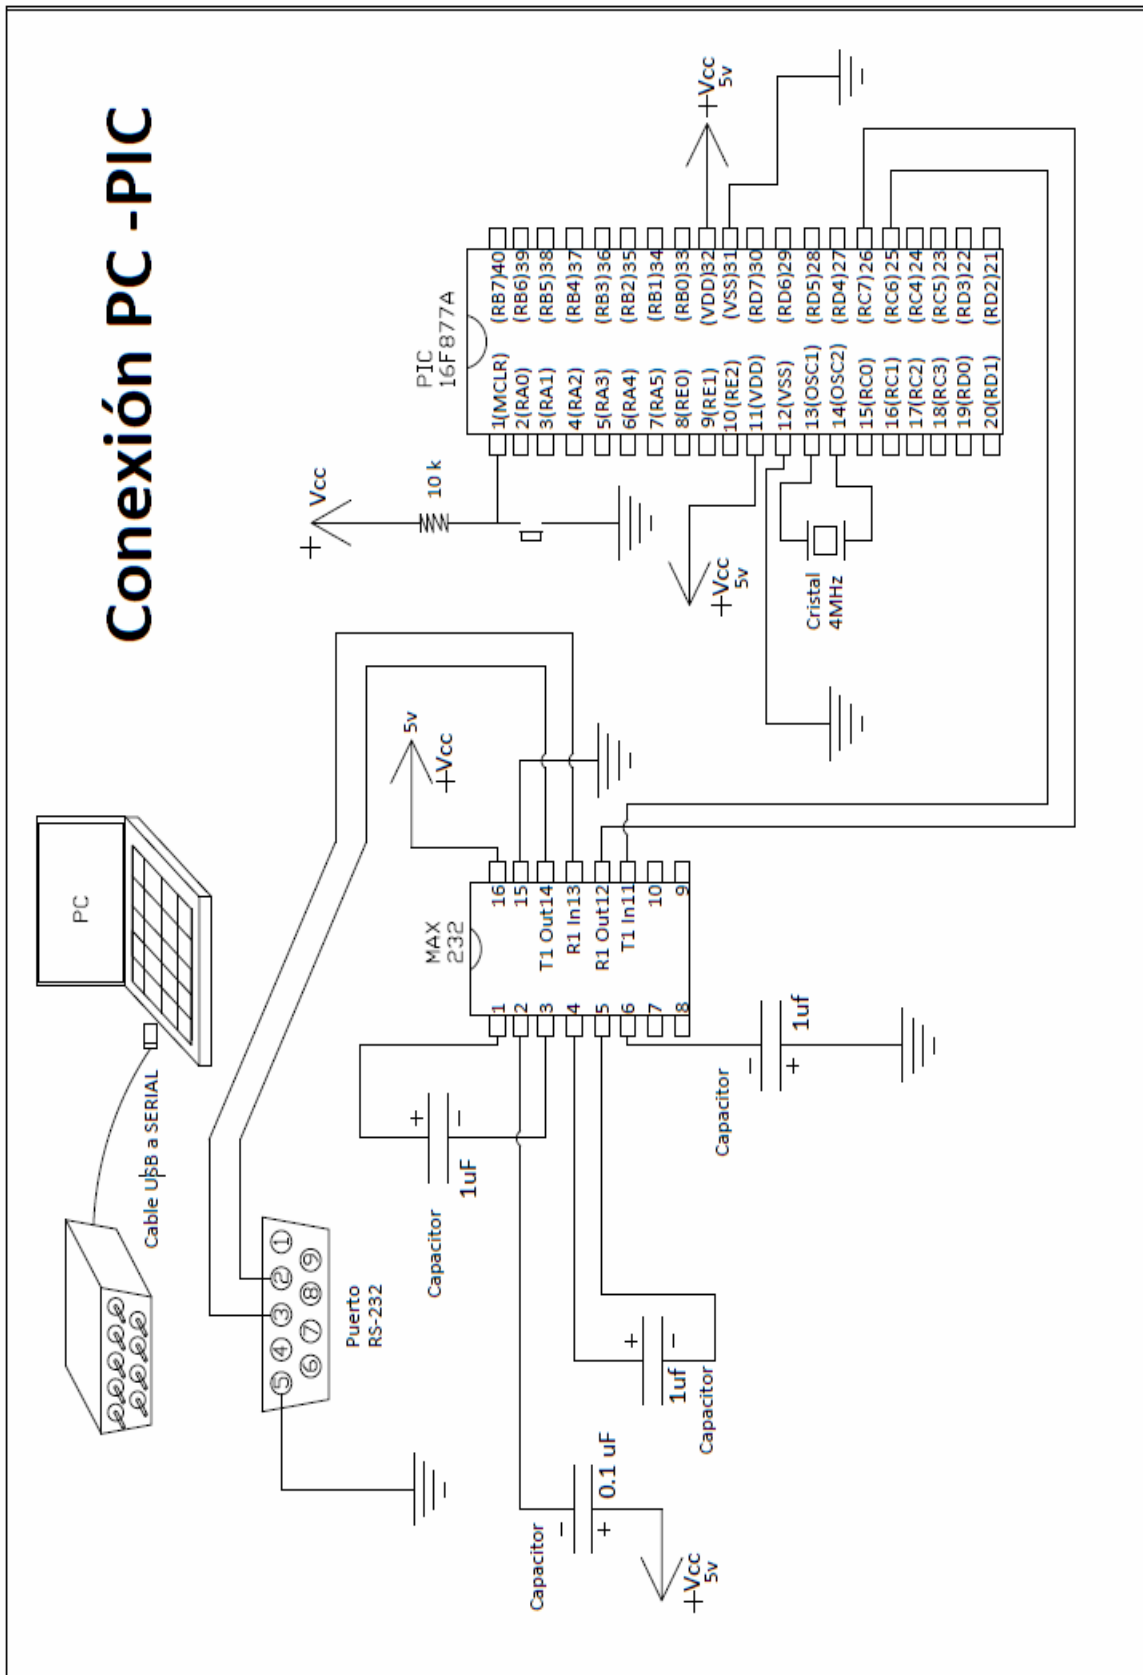 Conexión PC -PIC
PC
Cable USB a SERIAL
Puerto
RS-232
5
4
3
2
1
6
7
8
9
5v
+Vcc
MAX
232
1
2
3
4
5
6
7
8
16
15
T1 Out14
R1 In13
R1 Out12
T1 In11
10
9
+
-
1uF
Capacitor
Capacitor
-
+
0.1 uF
+Vcc
5v
+
-
1uf
Capacitor
Capacitor
-
+
1uf
+
Vcc
10 k
PIC
16F877A
1(MCLR)
2(RA0)
3(RA1)
4(RA2)
5(RA3)
6(RA4)
7(RA5)
8(RE0)
9(RE1)
10(RE2)
11(VDD)
12(VSS)
13(OSC1)
14(OSC2)
15(RC0)
16(RC1)
17(RC2)
18(RC3)
19(RD0)
20(RD1)
(RB7)40
(RB6)39
(RB5)38
(RB4)37
(RB3)36
(RB2)35
(RB1)34
(RB0)33
(VDD)32
(VSS)31
(RD7)30
(RD6)29
(RD5)28
(RD4)27
(RC7)26
(RC6)25
(RC4)24
(RC5)23
(RD3)22
(RD2)21
+Vcc
5v
+Vcc
5v
Cristal
4MHz